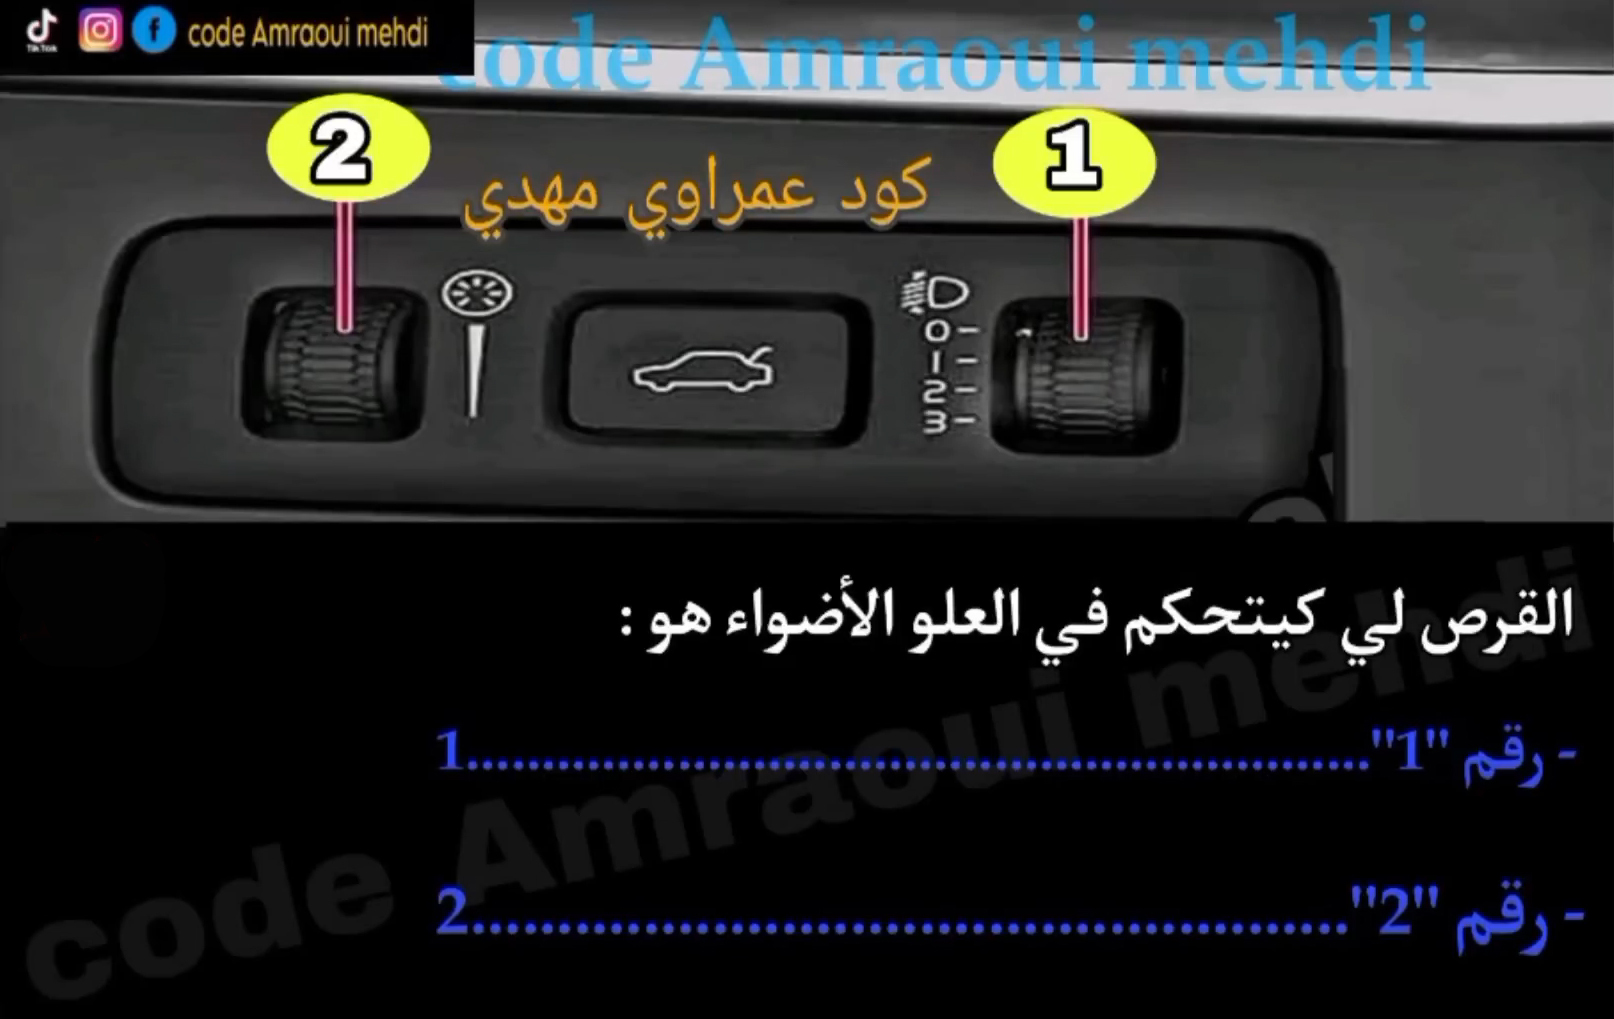 TikTok
code Amraoui mehdi
code Amraoui mehdi
2
1
كود عمراوي مهدي
0-
1-
2-
3-
القرص لي كيتحكم في العلو الأضواء هو :
- رقم "1"............................................................1
- رقم "2"..................................................2
code Amraoui mehdi